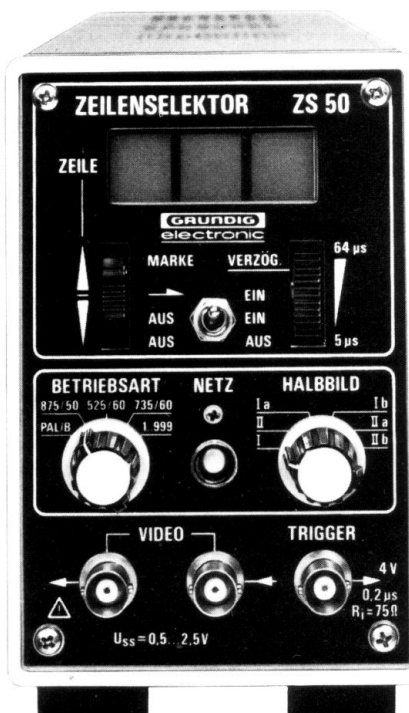 ZEILENSELEKTOR ZS 50
ZEILE
GRUNDIG
electronic
64 µs
MARKE VERZÖG.
EIN
AUS EIN
AUS AUS
5 µs
BETRIEBSART NETZ HALBBILD
875/50 525/60 735/60
PAL/B 1...999
Ia Ib
II IIa
I IIb
VIDEO TRIGGER
4 V
0,2 µs
Ri = 75 Ω
USS = 0,5...2,5V